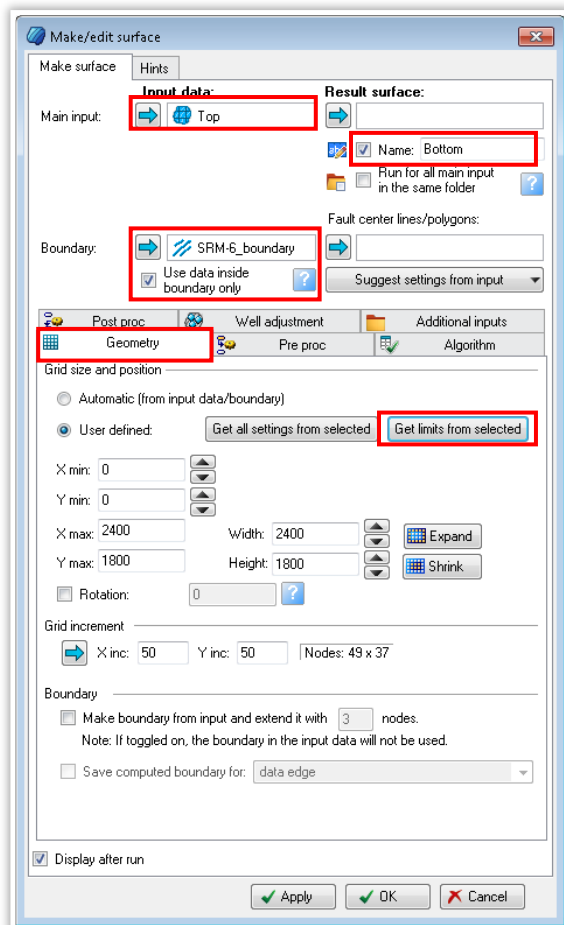 Make/edit surface
Make surface
Hints
Input data:
Result surface:
Main input:
Top
Name: Bottom
Run for all main input
in the same folder
?
Fault center lines/polygons:
Boundary:
SRM-6_boundary
Use data inside
boundary only
?
Suggest settings from input
Post proc
Well adjustment
Additional inputs
Geometry
Pre proc
Algorithm
Grid size and position
Automatic (from input data/boundary)
User defined:
Get all settings from selected
Get limits from selected
X min: 0
Y min: 0
X max: 2400
Width: 2400
Expand
Y max: 1800
Height: 1800
Shrink
Rotation:
0
?
Grid increment
X inc: 50
Y inc: 50
Nodes: 49 x 37
Boundary
Make boundary from input and extend it with 3 nodes.
Note: If toggled on, the boundary in the input data will not be used.
Save computed boundary for: data edge
Display after run
Apply
OK
Cancel